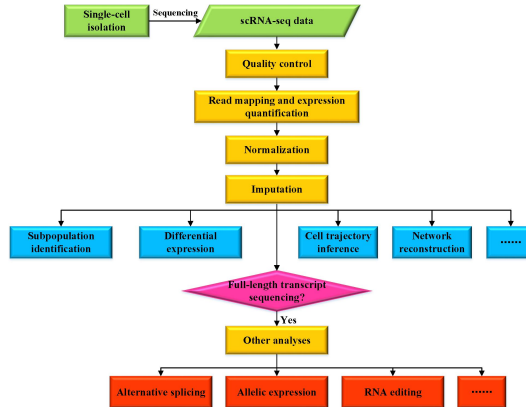 Single-cell
isolation
Sequencing
scRNA-seq data
Quality control
Read mapping and expression
quantification
Normalization
Imputation
Subpopulation
identification
Differential
expression
Cell trajectory
inference
Network
reconstruction
......
Full-length transcript
sequencing?
Yes
Other analyses
Alternative splicing
Allelic expression
RNA editing
......